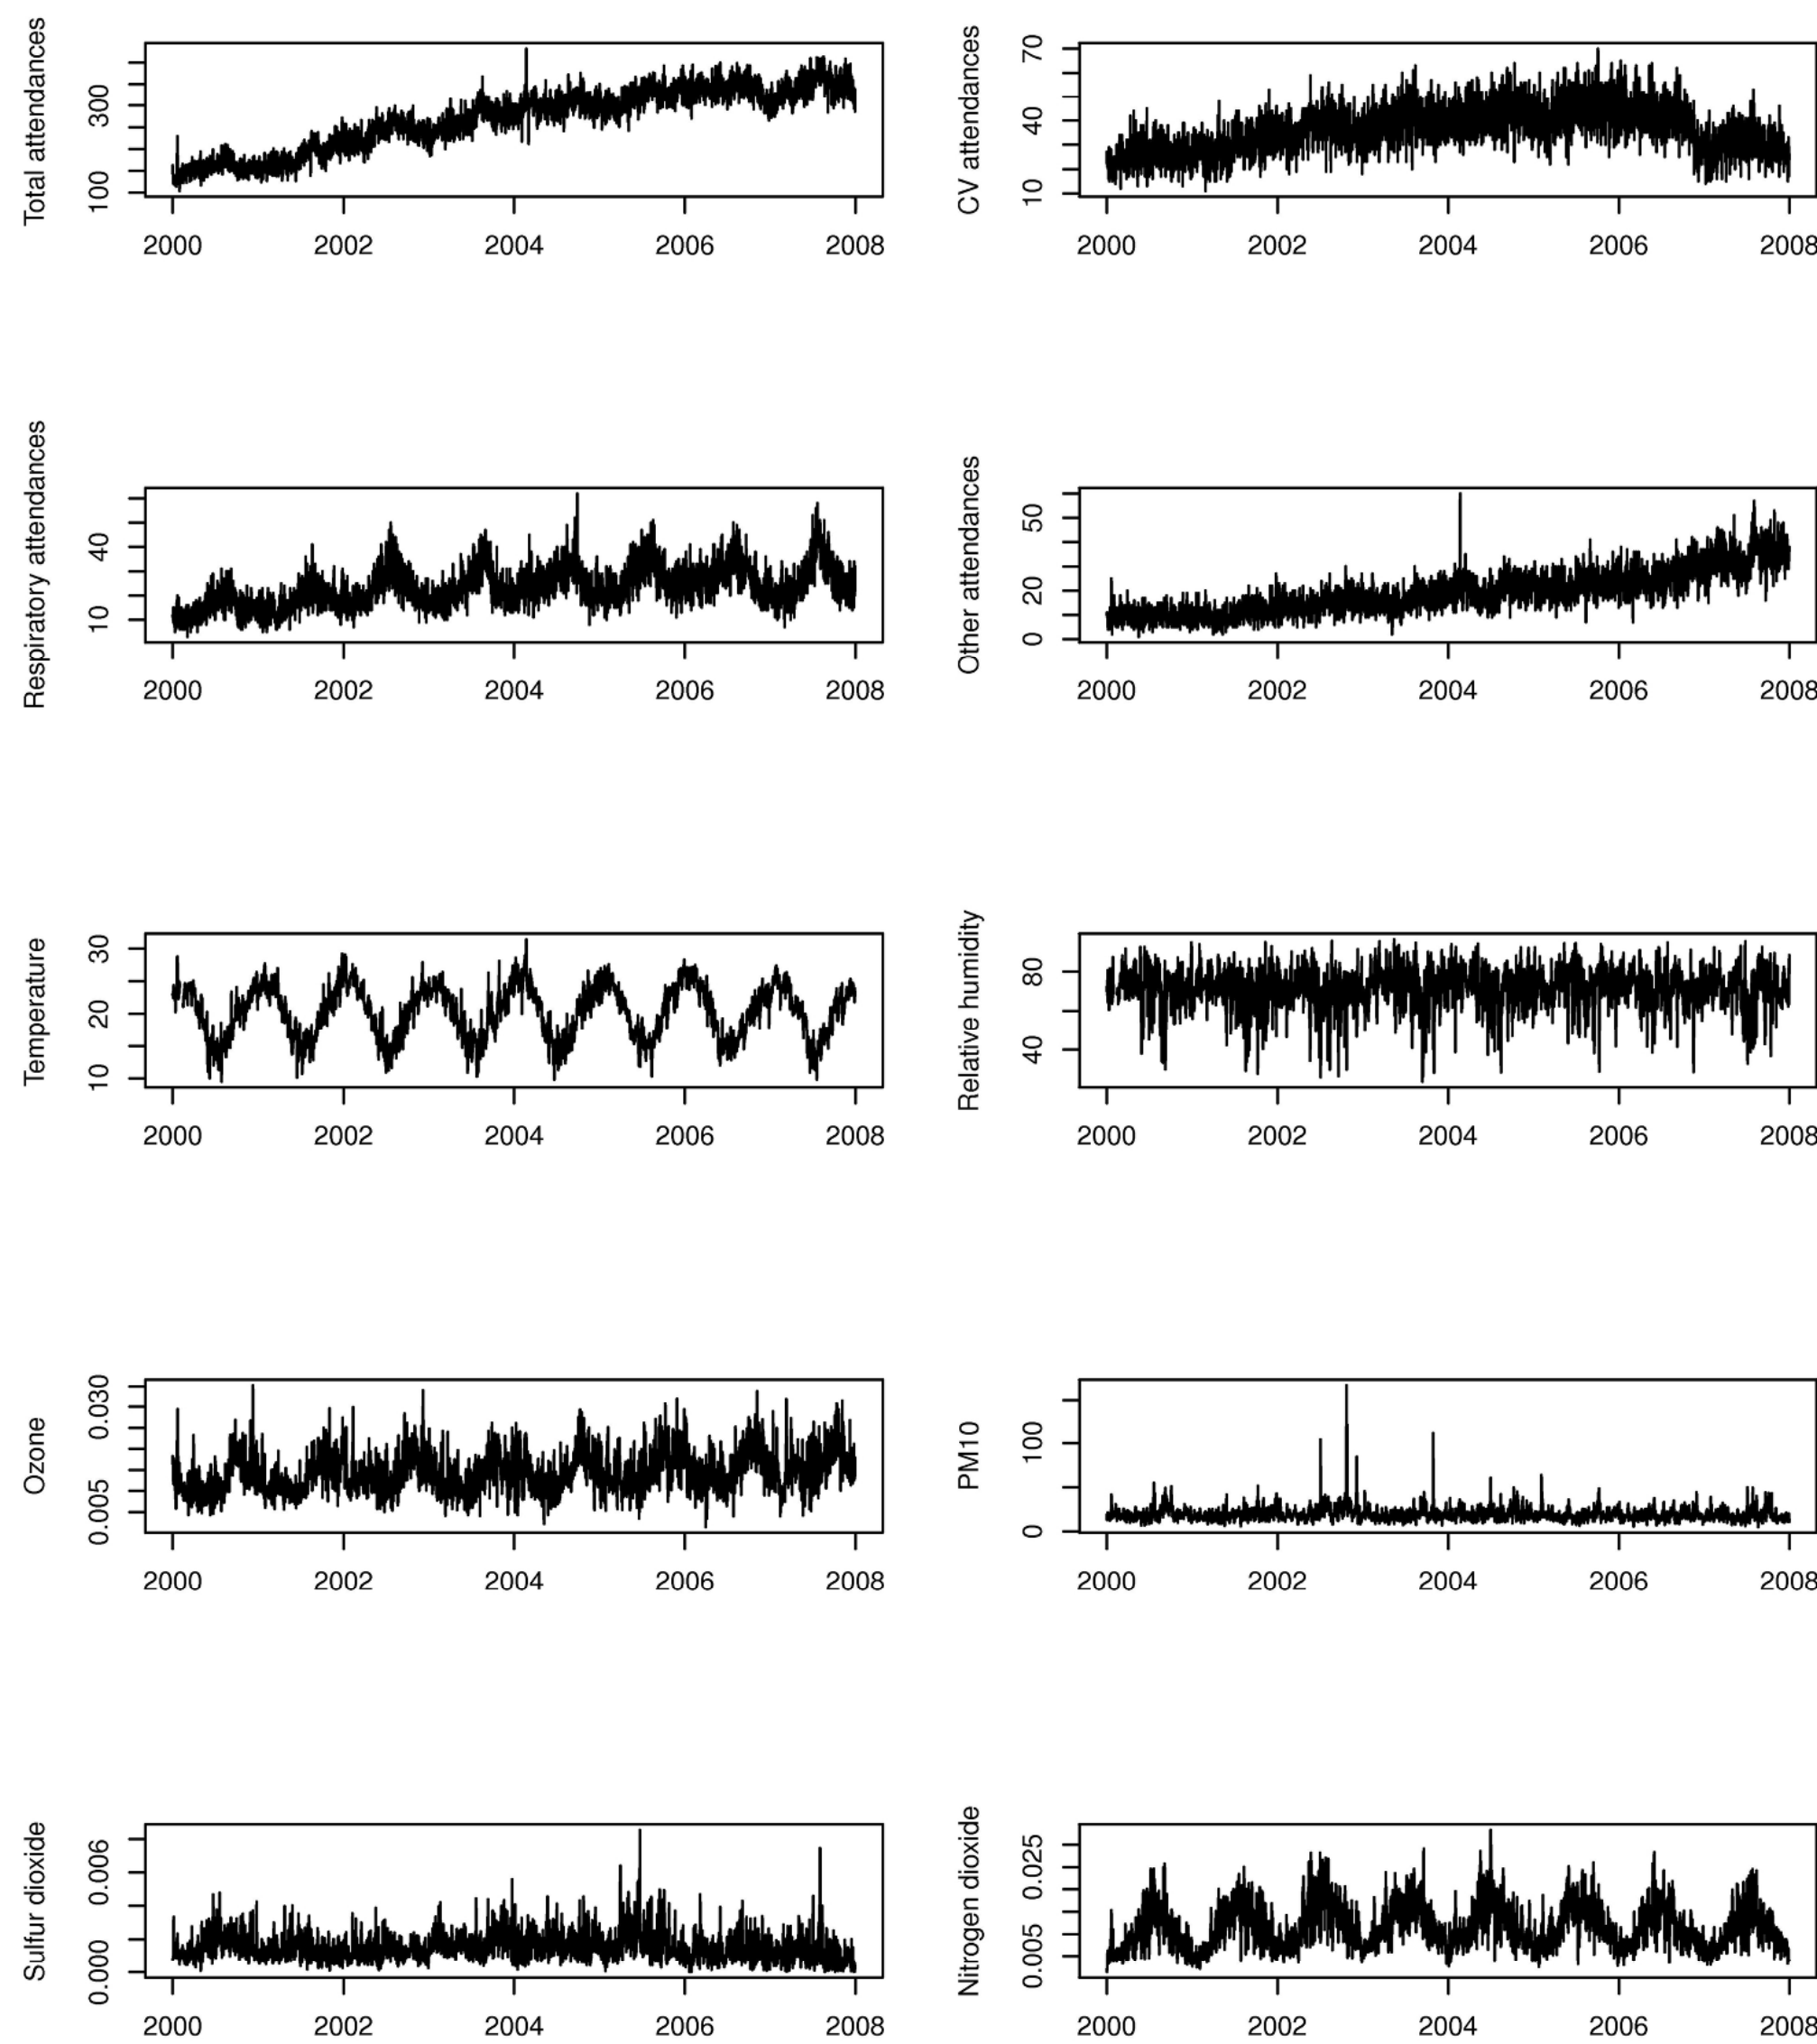 Total attendances
100 300
2000 2002 2004 2006 2008
CV attendances
10 40 70
2000 2002 2004 2006 2008
Respiratory attendances
10 40
2000 2002 2004 2006 2008
Other attendances
0 20 50
2000 2002 2004 2006 2008
Temperature
10 20 30
2000 2002 2004 2006 2008
Relative humidity
40 80
2000 2002 2004 2006 2008
Ozone
0.005 0.030
2000 2002 2004 2006 2008
PM10
0 100
2000 2002 2004 2006 2008
Sulfur dioxide
0.000 0.006
2000 2002 2004 2006 2008
Nitrogen dioxide
0.005 0.025
2000 2002 2004 2006 2008